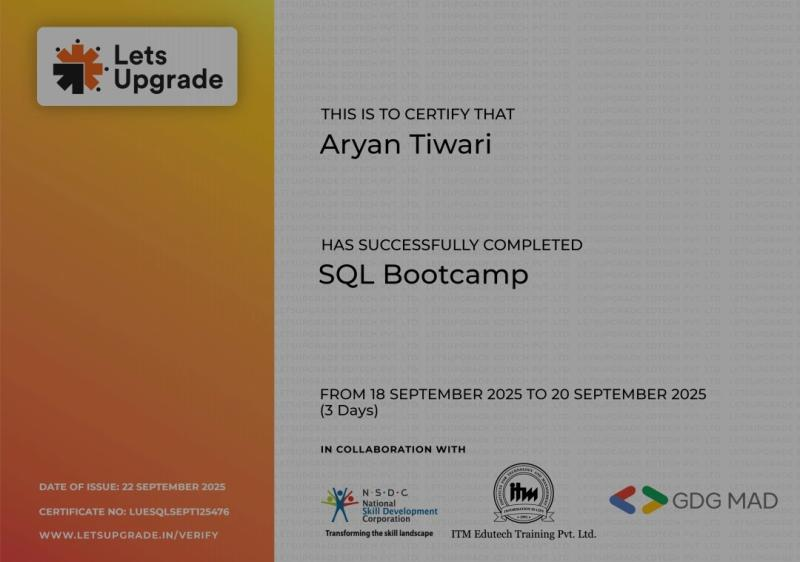 Lets
Upgrade
THIS IS TO CERTIFY THAT
Aryan Tiwari
HAS SUCCESSFULLY COMPLETED
SQL Bootcamp
FROM 18 SEPTEMBER 2025 TO 20 SEPTEMBER 2025
(3 Days)
IN COLLABORATION WITH
N·S·D·C
National
Skill Development
Corporation
Transforming the skill landscape
itm
ITM Edutech Training Pvt. Ltd.
GDG MAD
DATE OF ISSUE: 22 SEPTEMBER 2025
CERTIFICATE NO: LUESQLSEPT125476
WWW.LETSUPGRADE.IN/VERIFY